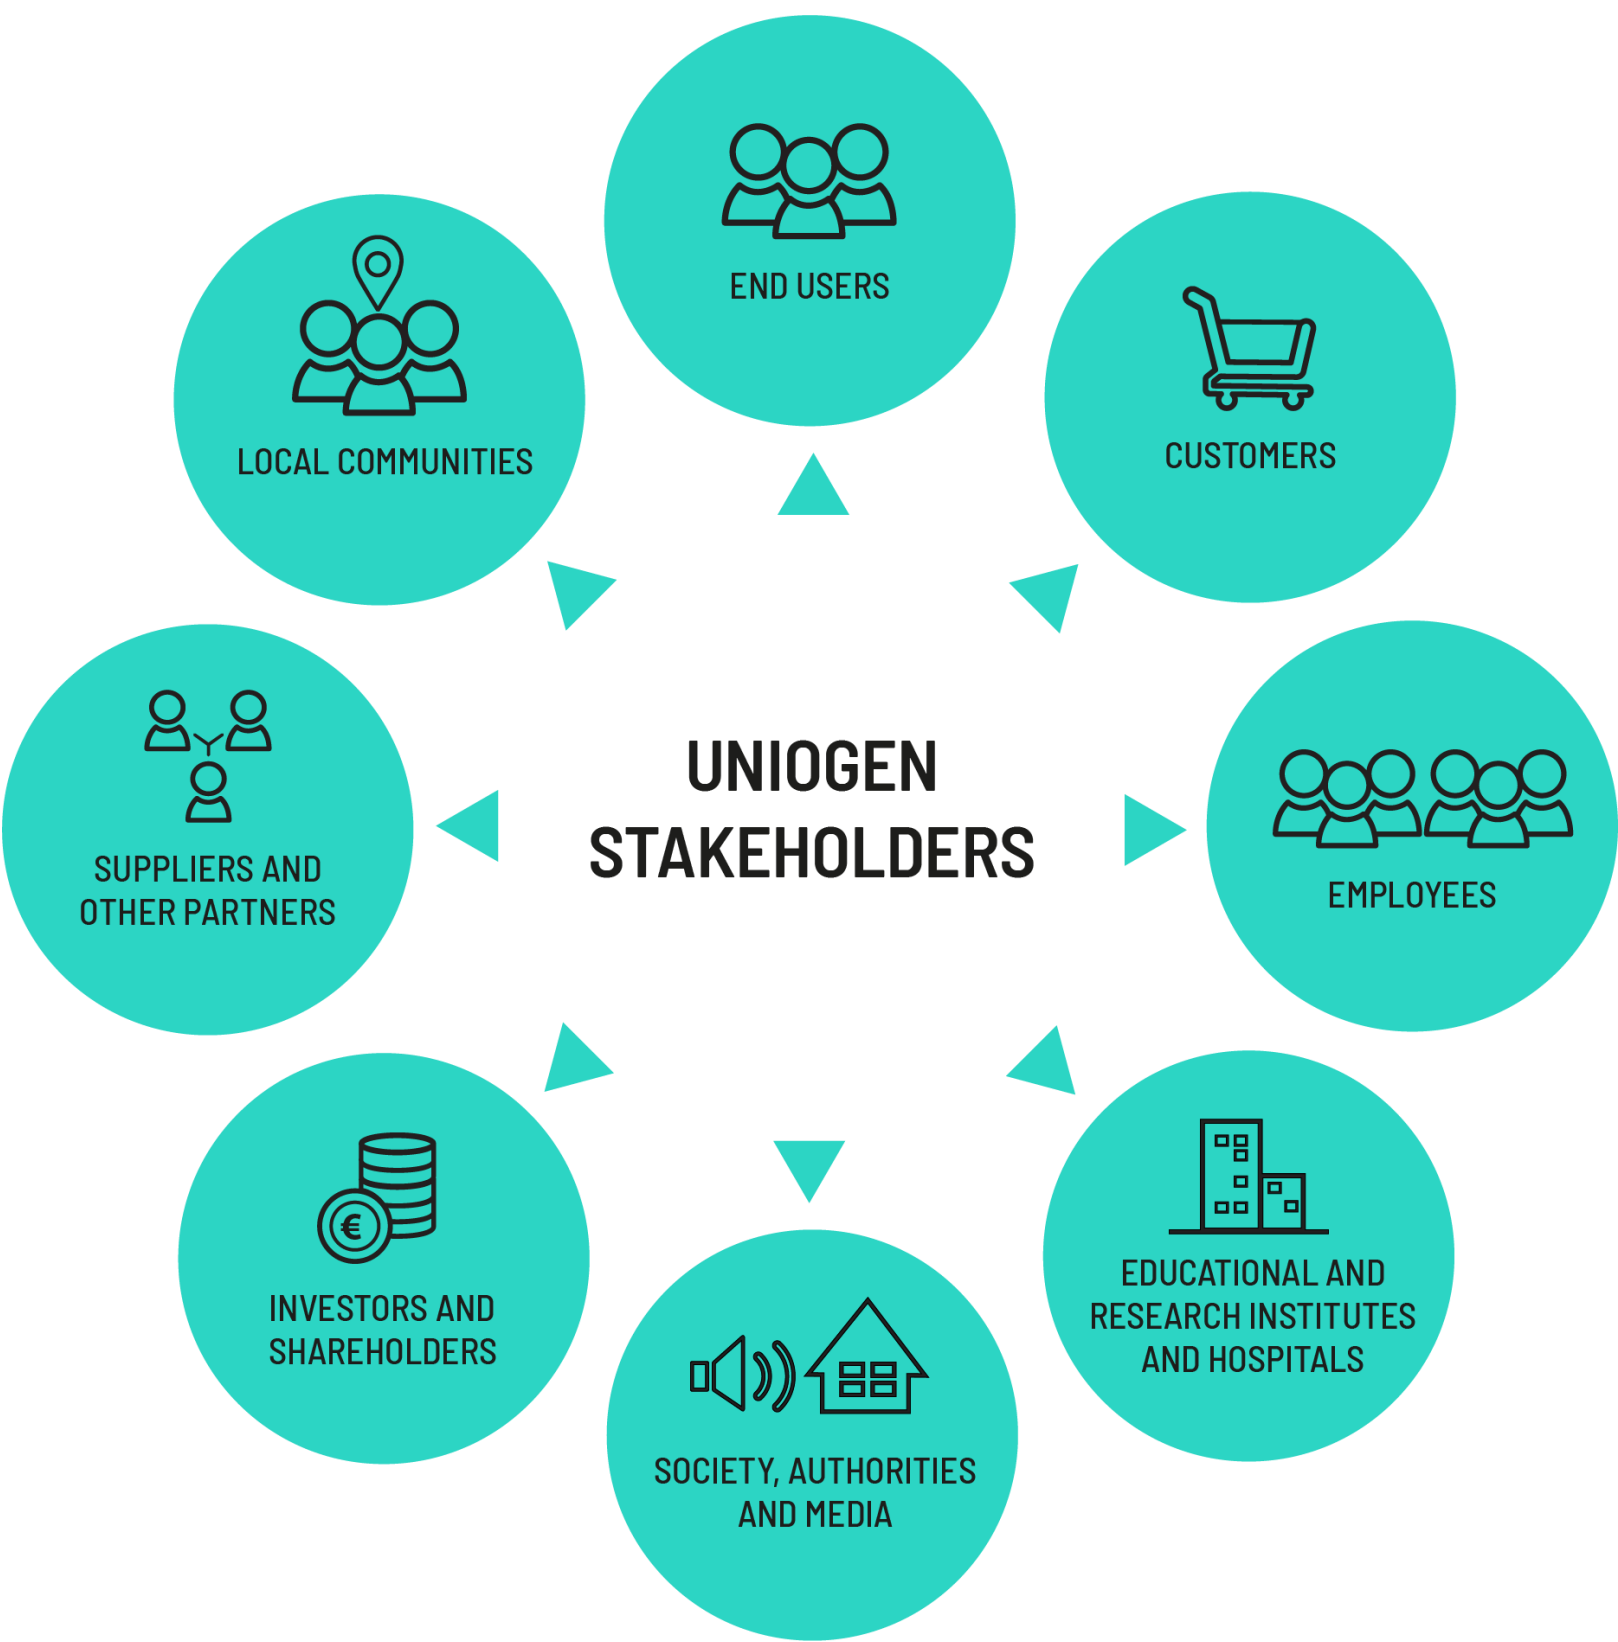 END USERS
CUSTOMERS
LOCAL COMMUNITIES
UNIOGEN
STAKEHOLDERS
EMPLOYEES
SUPPLIERS AND
OTHER PARTNERS
€
INVESTORS AND
SHAREHOLDERS
EDUCATIONAL AND
RESEARCH INSTITUTES
AND HOSPITALS
SOCIETY, AUTHORITIES
AND MEDIA